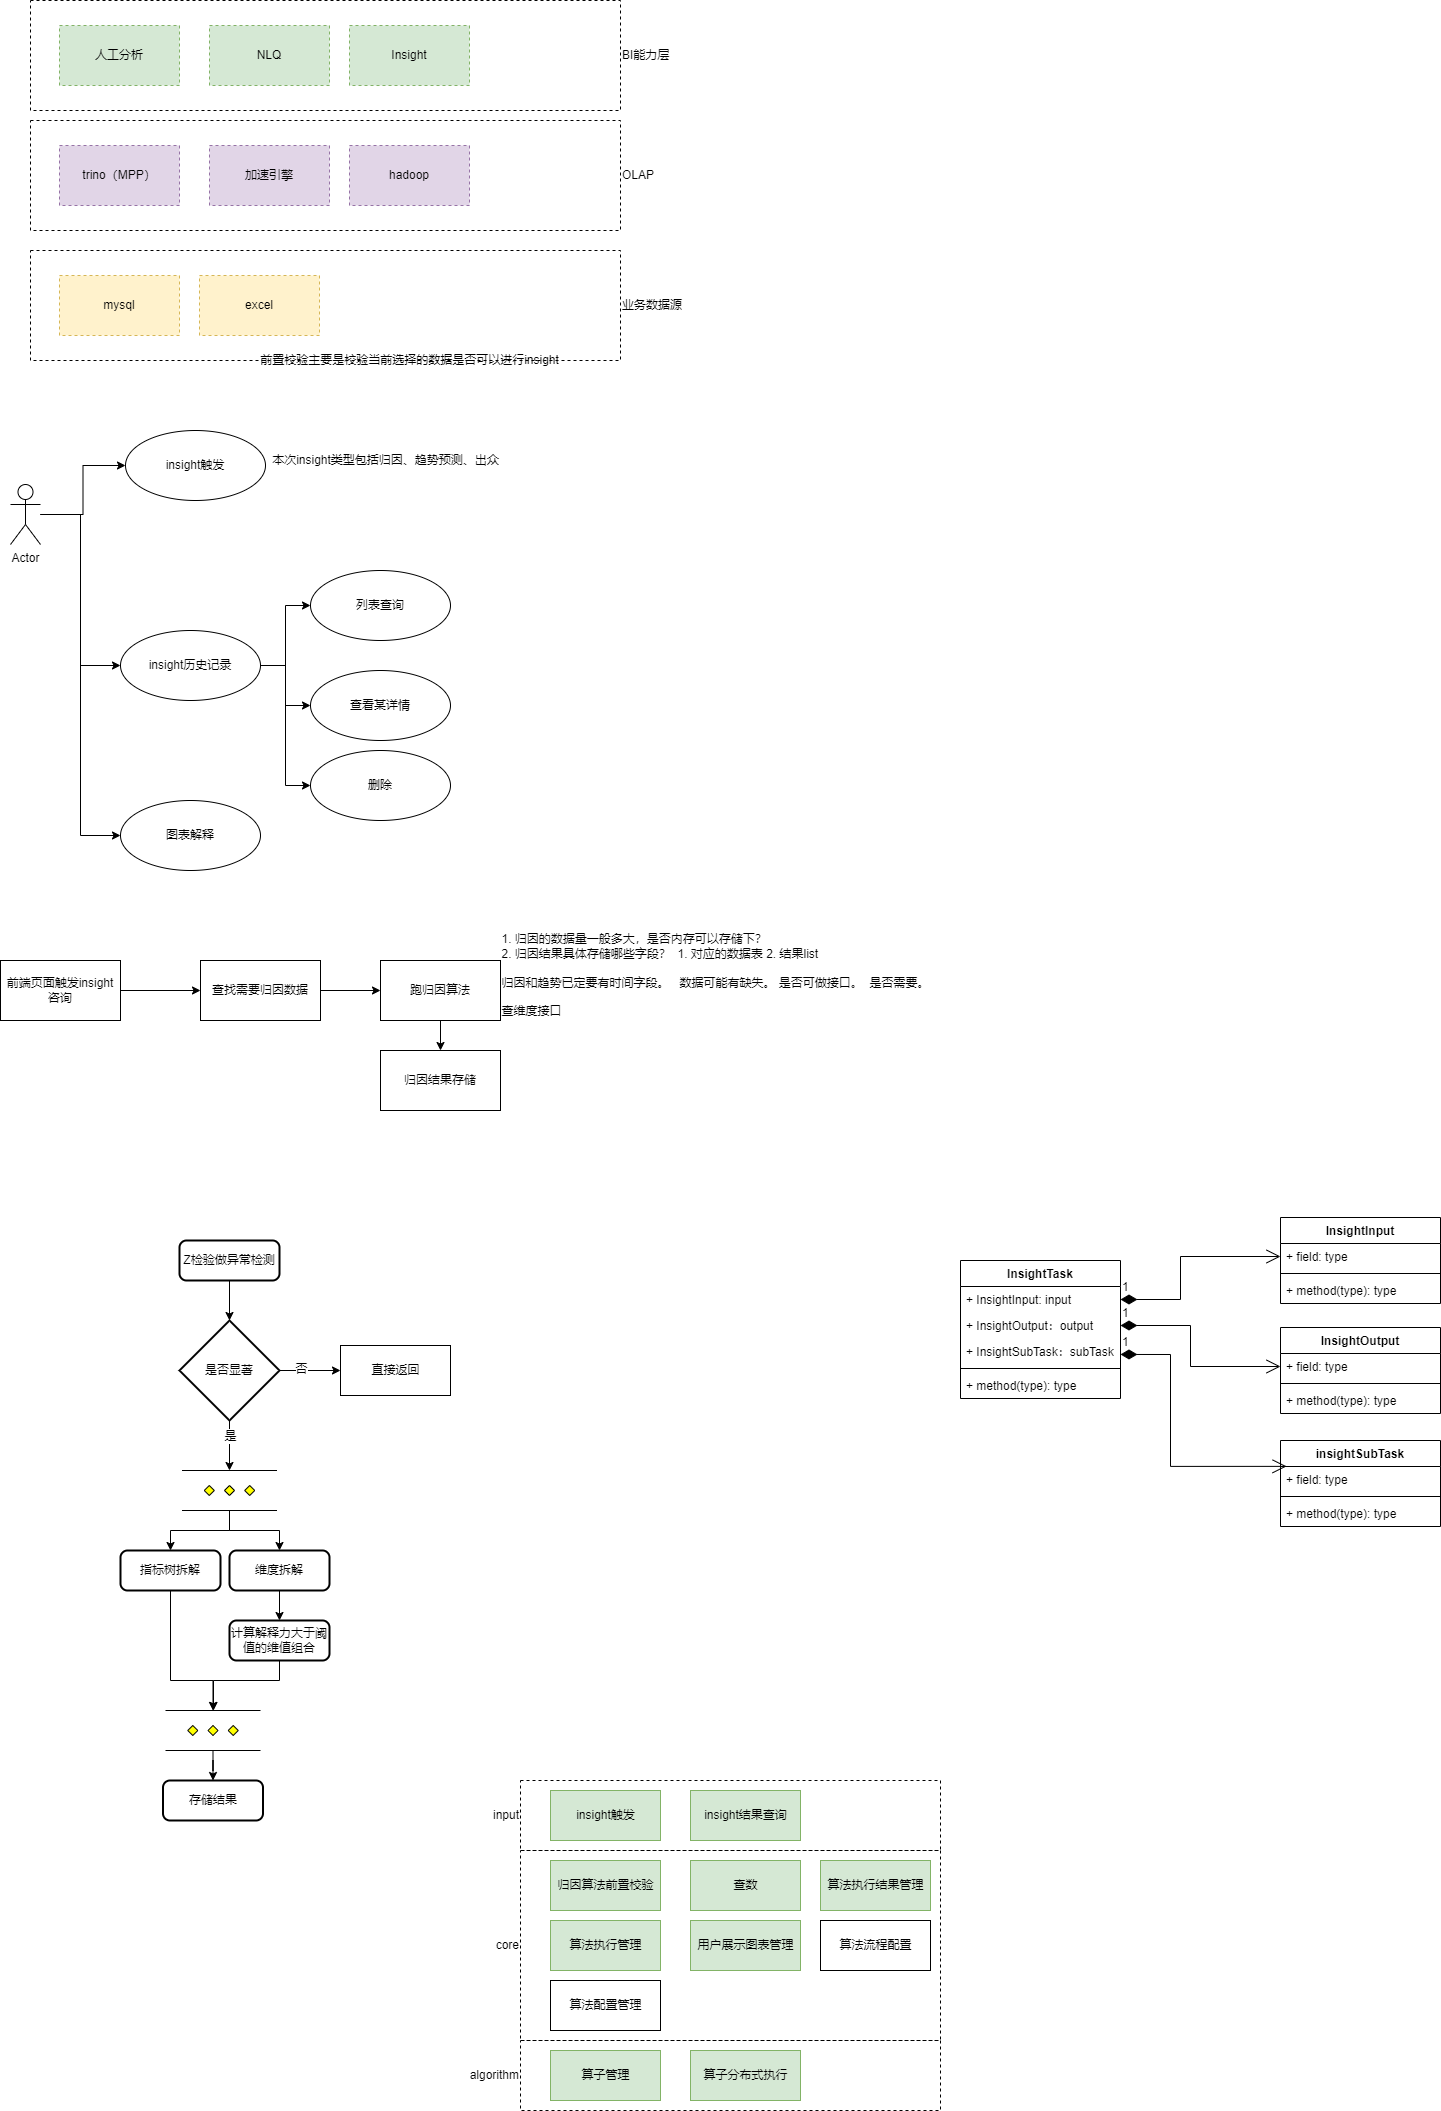 人工分析
NLQ
Insight
BI能力层
trino（MPP）
加速引擎
hadoop
OLAP
mysql
excel
业务数据源
前置校验主要是校验当前选择的数据是否可以进行insight
insight触发
本次insight类型包括归因、趋势预测、出众
Actor
列表查询
insight历史记录
查看某详情
删除
图表解释
1. 归因的数据量一般多大，是否内存可以存储下?
2. 归因结果具体存储哪些字段? 1. 对应的数据表 2. 结果list
归因和趋势已定要有时间字段。 数据可能有缺失。 是否可做接口。 是否需要。
查维度接口
前端页面触发insight
咨询
查找需要归因数据
跑归因算法
归因结果存储
Z检验做异常检测
是否显著
否
直接返回
是
指标树拆解
维度拆解
计算解释力大于阈
值的维值组合
存储结果
InsightTask
+ InsightInput: input
+ InsightOutput：output
+ InsightSubTask：subTask
+ method(type): type
1
1
1
InsightInput
+ field: type
+ method(type): type
InsightOutput
+ field: type
+ method(type): type
insightSubTask
+ field: type
+ method(type): type
input
insight触发
insight结果查询
core
归因算法前置校验
查数
算法执行结果管理
算法执行管理
用户展示图表管理
算法流程配置
算法配置管理
algorithm
算子管理
算子分布式执行